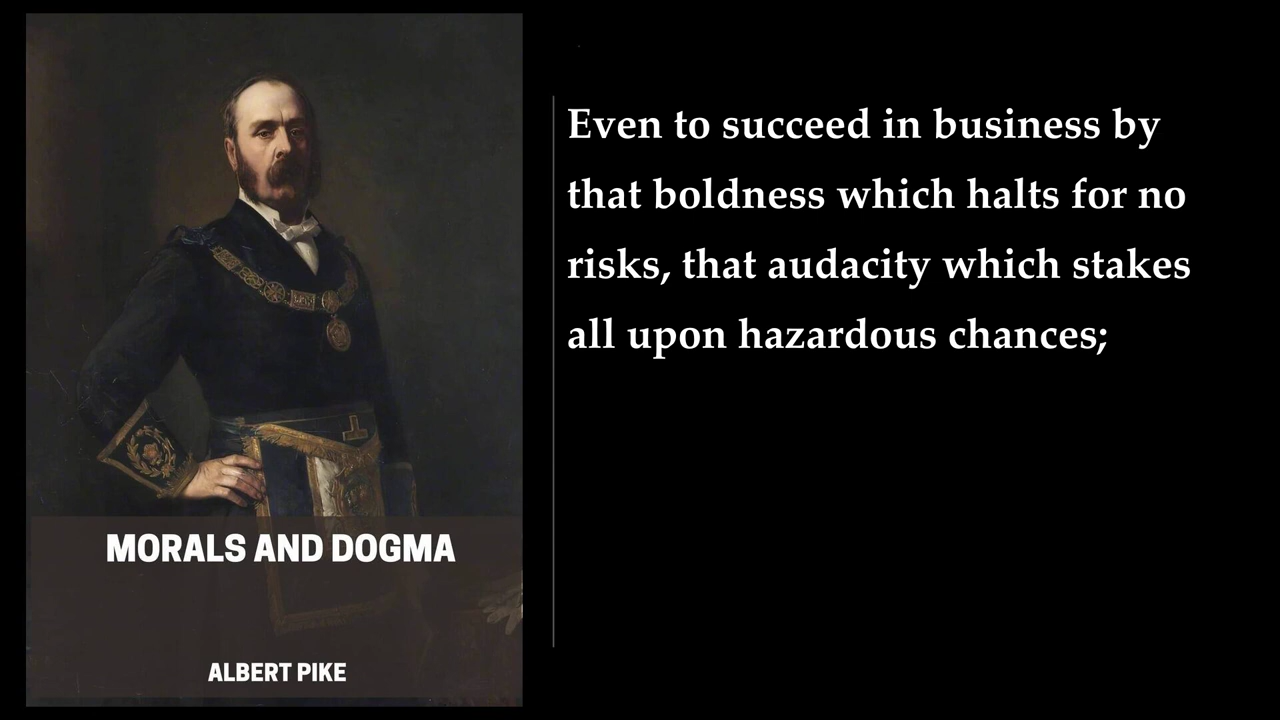 MORALS AND DOGMA
ALBERT PIKE
Even to succeed in business by
that boldness which halts for no
risks, that audacity which stakes
all upon hazardous chances;